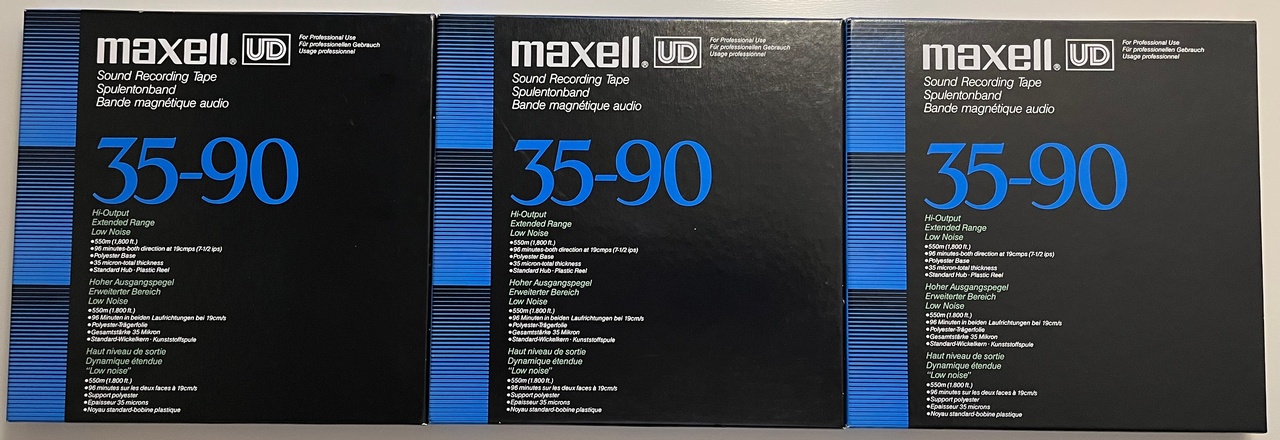 maxell® UD For Professional Use
Für professionellen Gebrauch
Usage professionnel
Sound Recording Tape
Spulentonband
Bande magnétique audio
35-90
Hi-Output
Extended Range
Low Noise
●550m (1,800 ft.)
●96 minutes-both direction at 19cmps (7-1/2 ips)
●Polyester Base
●35 micron-total thickness
●Standard Hub · Plastic Reel
Hoher Ausgangspegel
Erweiterter Bereich
Low Noise
●550m (1.800 ft.)
●96 Minuten in beiden Laufrichtungen bei 19cm/s
●Polyester-Trägerfolie
●Gesamtstärke 35 Mikron
●Standard-Wickelkern · Kunststoffspule
Haut niveau de sortie
Dynamique étendue
"Low noise"
●550m (1.800 ft.)
●96 minutes sur les deux faces à 19cm/s
●Support polyester
●Epaisseur 35 microns
●Noyau standard-bobine plastique
maxell® UD For Professional Use
Für professionellen Gebrauch
Usage professionnel
Sound Recording Tape
Spulentonband
Bande magnétique audio
35-90
Hi-Output
Extended Range
Low Noise
●550m (1,800 ft.)
●96 minutes-both direction at 19cmps (7-1/2 ips)
●Polyester Base
●35 micron-total thickness
●Standard Hub · Plastic Reel
Hoher Ausgangspegel
Erweiterter Bereich
Low Noise
●550m (1.800 ft.)
●96 Minuten in beiden Laufrichtungen bei 19cm/s
●Polyester-Trägerfolie
●Gesamtstärke 35 Mikron
●Standard-Wickelkern · Kunststoffspule
Haut niveau de sortie
Dynamique étendue
"Low noise"
●550m (1.800 ft.)
●96 minutes sur les deux faces à 19cm/s
●Support polyester
●Epaisseur 35 microns
●Noyau standard-bobine plastique
maxell® UD For Professional Use
Für professionellen Gebrauch
Usage professionnel
Sound Recording Tape
Spulentonband
Bande magnétique audio
35-90
Hi-Output
Extended Range
Low Noise
●550m (1,800 ft.)
●96 minutes-both direction at 19cmps (7-1/2 ips)
●Polyester Base
●35 micron-total thickness
●Standard Hub · Plastic Reel
Hoher Ausgangspegel
Erweiterter Bereich
Low Noise
●550m (1.800 ft.)
●96 Minuten in beiden Laufrichtungen bei 19cm/s
●Polyester-Trägerfolie
●Gesamtstärke 35 Mikron
●Standard-Wickelkern · Kunststoffspule
Haut niveau de sortie
Dynamique étendue
"Low noise"
●550m (1.800 ft.)
●96 minutes sur les deux faces à 19cm/s
●Support polyester
●Epaisseur 35 microns
●Noyau standard-bobine plastique